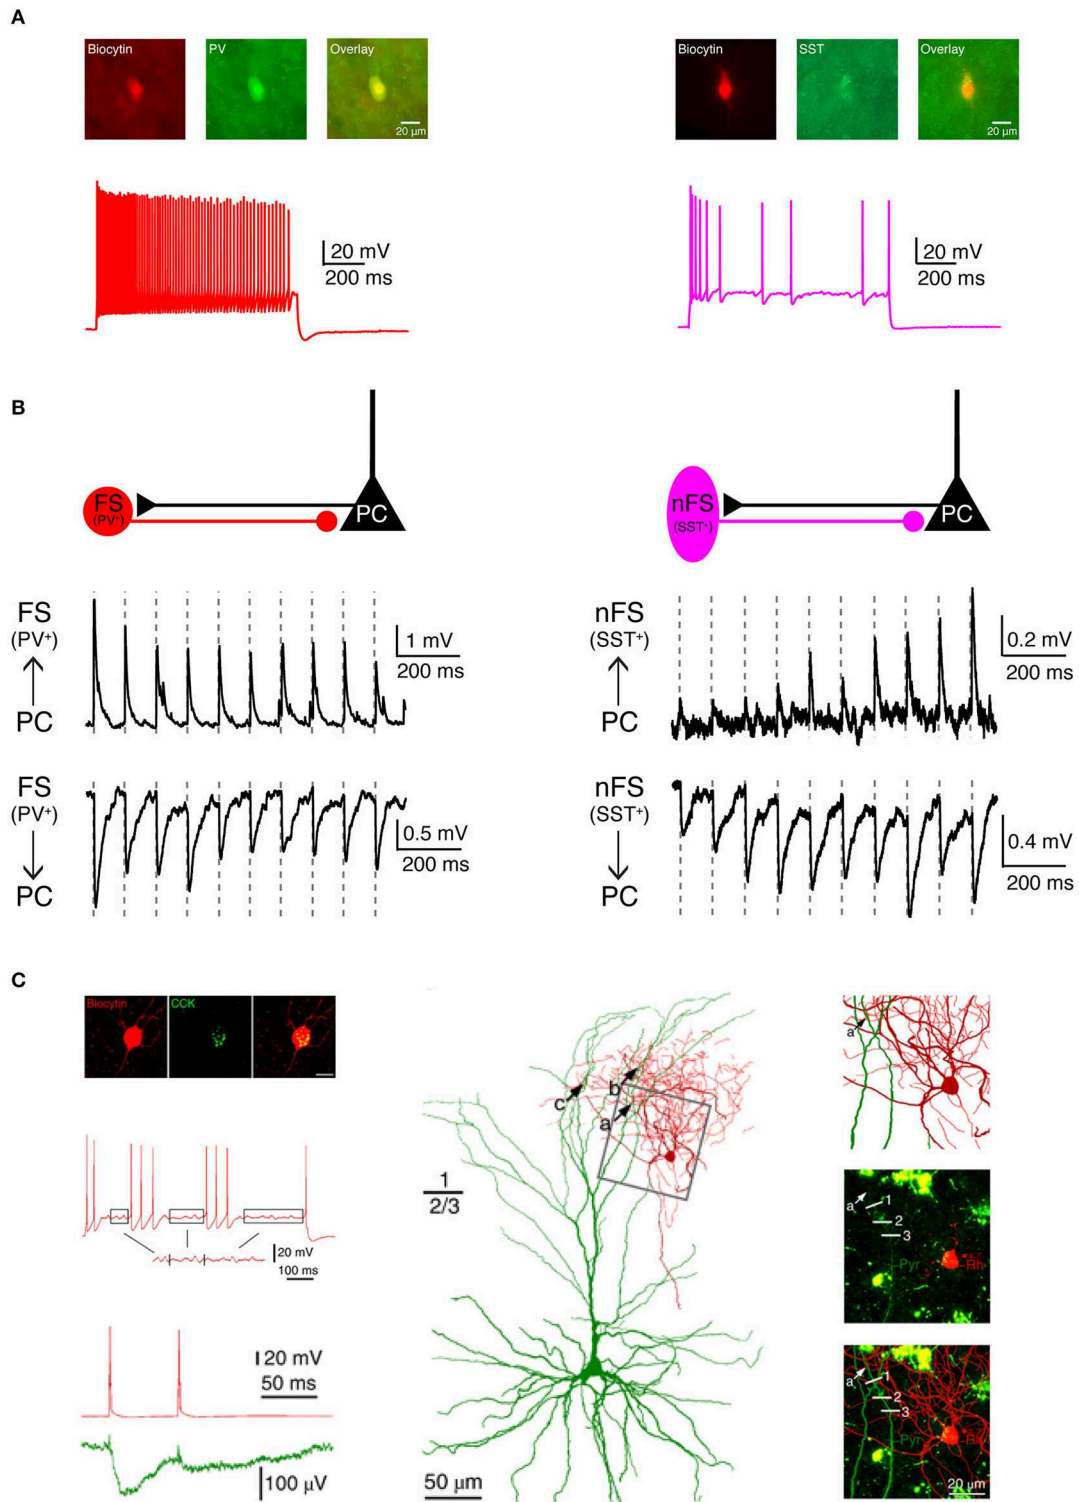 A
Biocytin
PV
Overlay
20 µm
20 mV
200 ms
Biocytin
SST
Overlay
20 µm
20 mV
200 ms
B
FS
(PV⁺)
PC
nFS
(SST⁺)
PC
FS
(PV⁺)
PC
1 mV
200 ms
nFS
(SST⁺)
PC
0.2 mV
200 ms
FS
(PV⁺)
PC
0.5 mV
200 ms
nFS
(SST⁺)
PC
0.4 mV
200 ms
C
Biocytin
CCK
20 mV
100 ms
20 mV
50 ms
100 µV
1
2/3
c
b
a
50 µm
a
a
1
2
3
Pyr
Rh
a
1
2
3
Pyr
Rh
20 µm